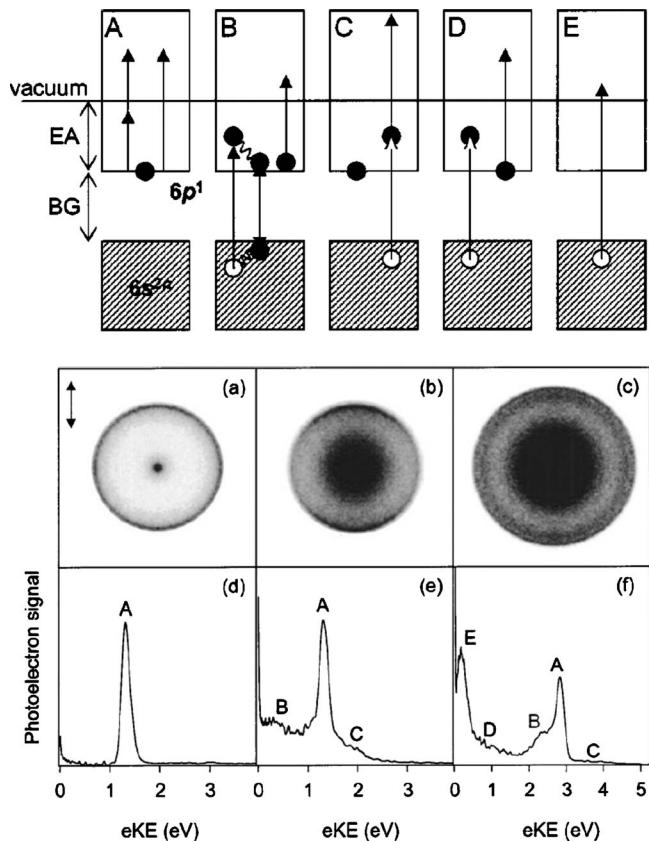 A B C D E
vacuum
EA
6p¹
BG
(a) (b) (c)
(d) (e) (f)
A A A
B C
E D B C
Photoelectron signal
0 1 2 3 0 1 2 3 0 1 2 3 4 5
eKE (eV) eKE (eV) eKE (eV)